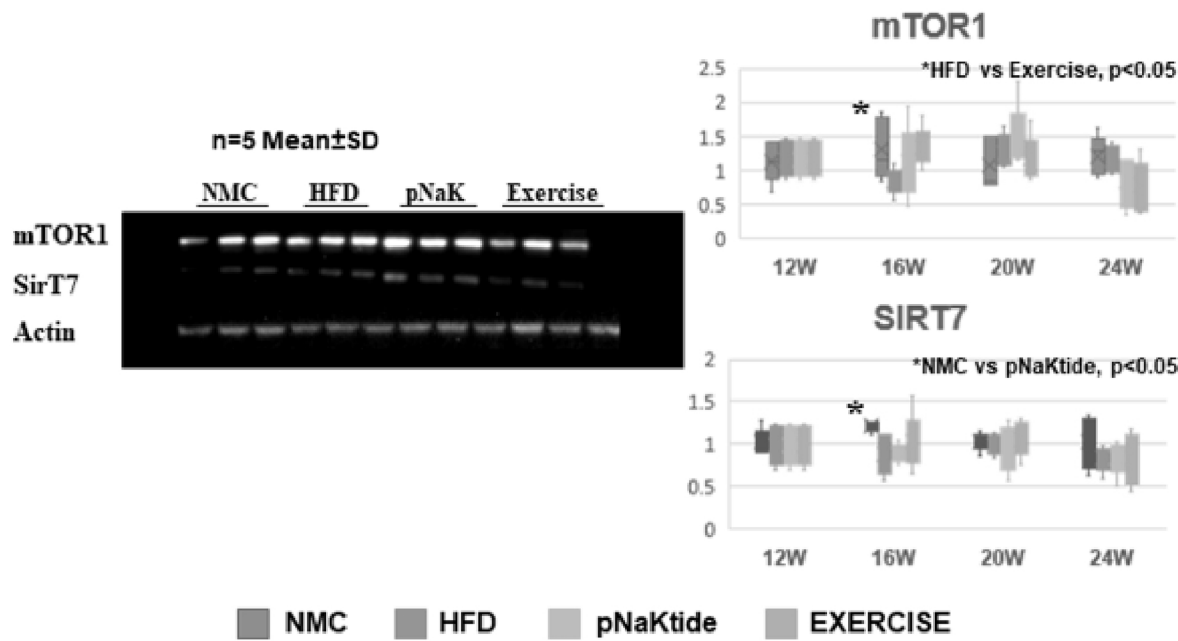 n=5 Mean±SD
NMC HFD pNaK Exercise
mTOR1
SirT7
Actin
mTOR1
*HFD vs Exercise, p<0.05
2.5
2
*
1.5
1
0.5
0
12W 16W 20W 24W
SIRT7
2
*NMC vs pNaKtide, p<0.05
1.5
*
1
0.5
0
12W 16W 20W 24W
NMC HFD pNaKtide EXERCISE